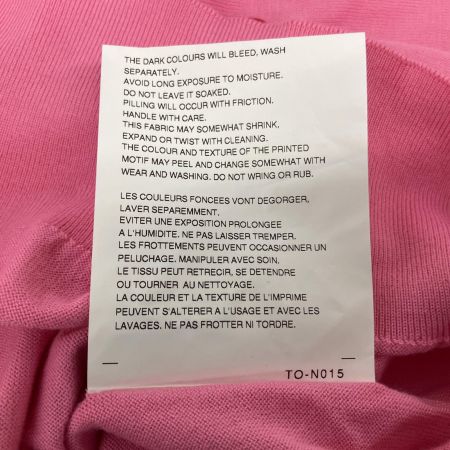 THE DARK COLOURS WILL BLEED, WASH
SEPARATELY.
AVOID LONG EXPOSURE TO MOISTURE.
DO NOT LEAVE IT SOAKED.
PILLING WILL OCCUR WITH FRICTION.
HANDLE WITH CARE.
THIS FABRIC MAY SOMEWHAT SHRINK,
EXPAND OR TWIST WITH CLEANING.
THE COLOUR AND TEXTURE OF THE PRINTED
MOTIF MAY PEEL AND CHANGE SOMEWHAT WITH
WEAR AND WASHING. DO NOT WRING OR RUB.
LES COULEURS FONCEES VONT DEGORGER,
LAVER SEPAREMMENT.
EVITER UNE EXPOSITION PROLONGEE
A L'HUMIDITE. NE PAS LAISSER TREMPER.
LES FROTTEMENTS PEUVENT OCCASIONNER UN
PELUCHAGE. MANIPULER AVEC SOIN.
LE TISSU PEUT RETRECIR, SE DETENDRE
OU TOURNER AU NETTOYAGE.
LA COULEUR ET LA TEXTURE DE L'IMPRIME
PEUVENT S'ALTERER A L'USAGE ET AVEC LES
LAVAGES. NE PAS FROTTER NI TORDRE.
TO-N015